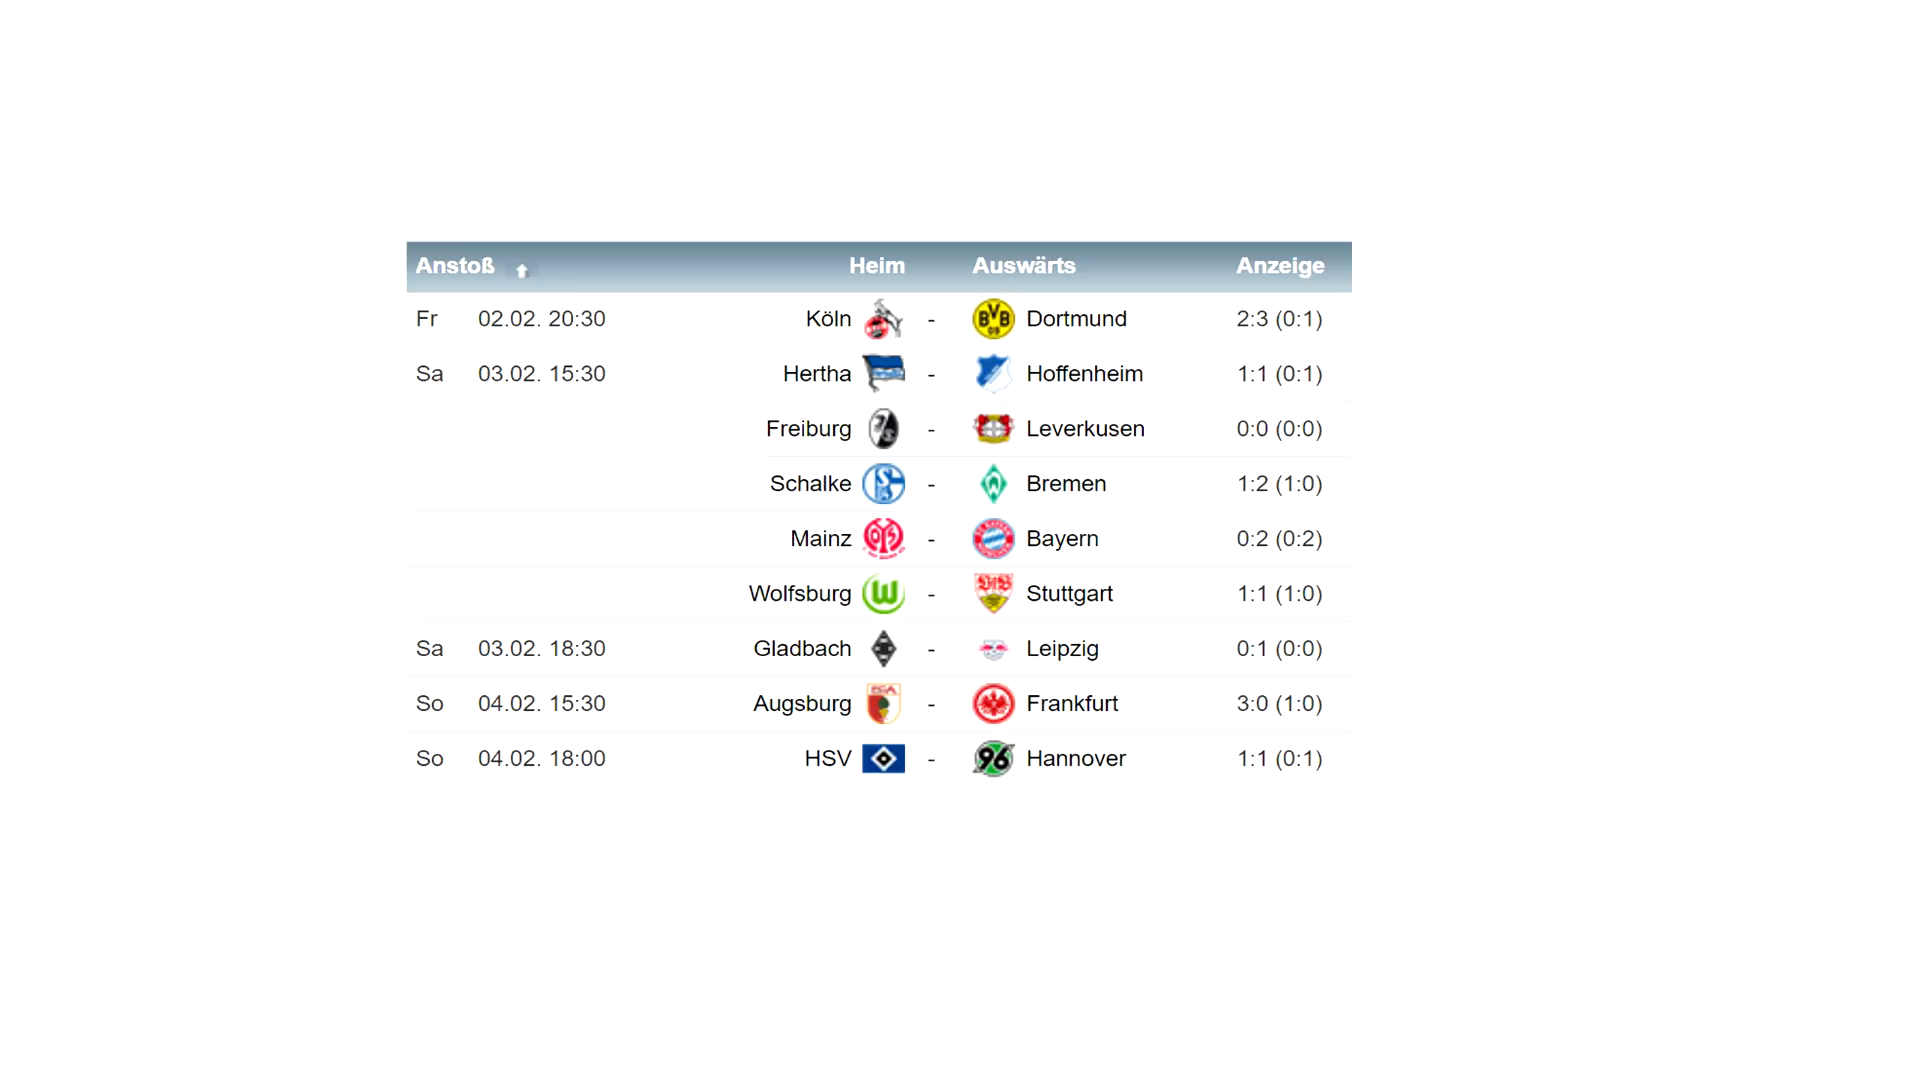 Anstoß Heim Auswärts Anzeige
Fr 02.02. 20:30 Köln - Dortmund 2:3 (0:1)
Sa 03.02. 15:30 Hertha - Hoffenheim 1:1 (0:1)
Freiburg - Leverkusen 0:0 (0:0)
Schalke - Bremen 1:2 (1:0)
Mainz - Bayern 0:2 (0:2)
Wolfsburg - Stuttgart 1:1 (1:0)
Sa 03.02. 18:30 Gladbach - Leipzig 0:1 (0:0)
So 04.02. 15:30 Augsburg - Frankfurt 3:0 (1:0)
So 04.02. 18:00 HSV - Hannover 1:1 (0:1)